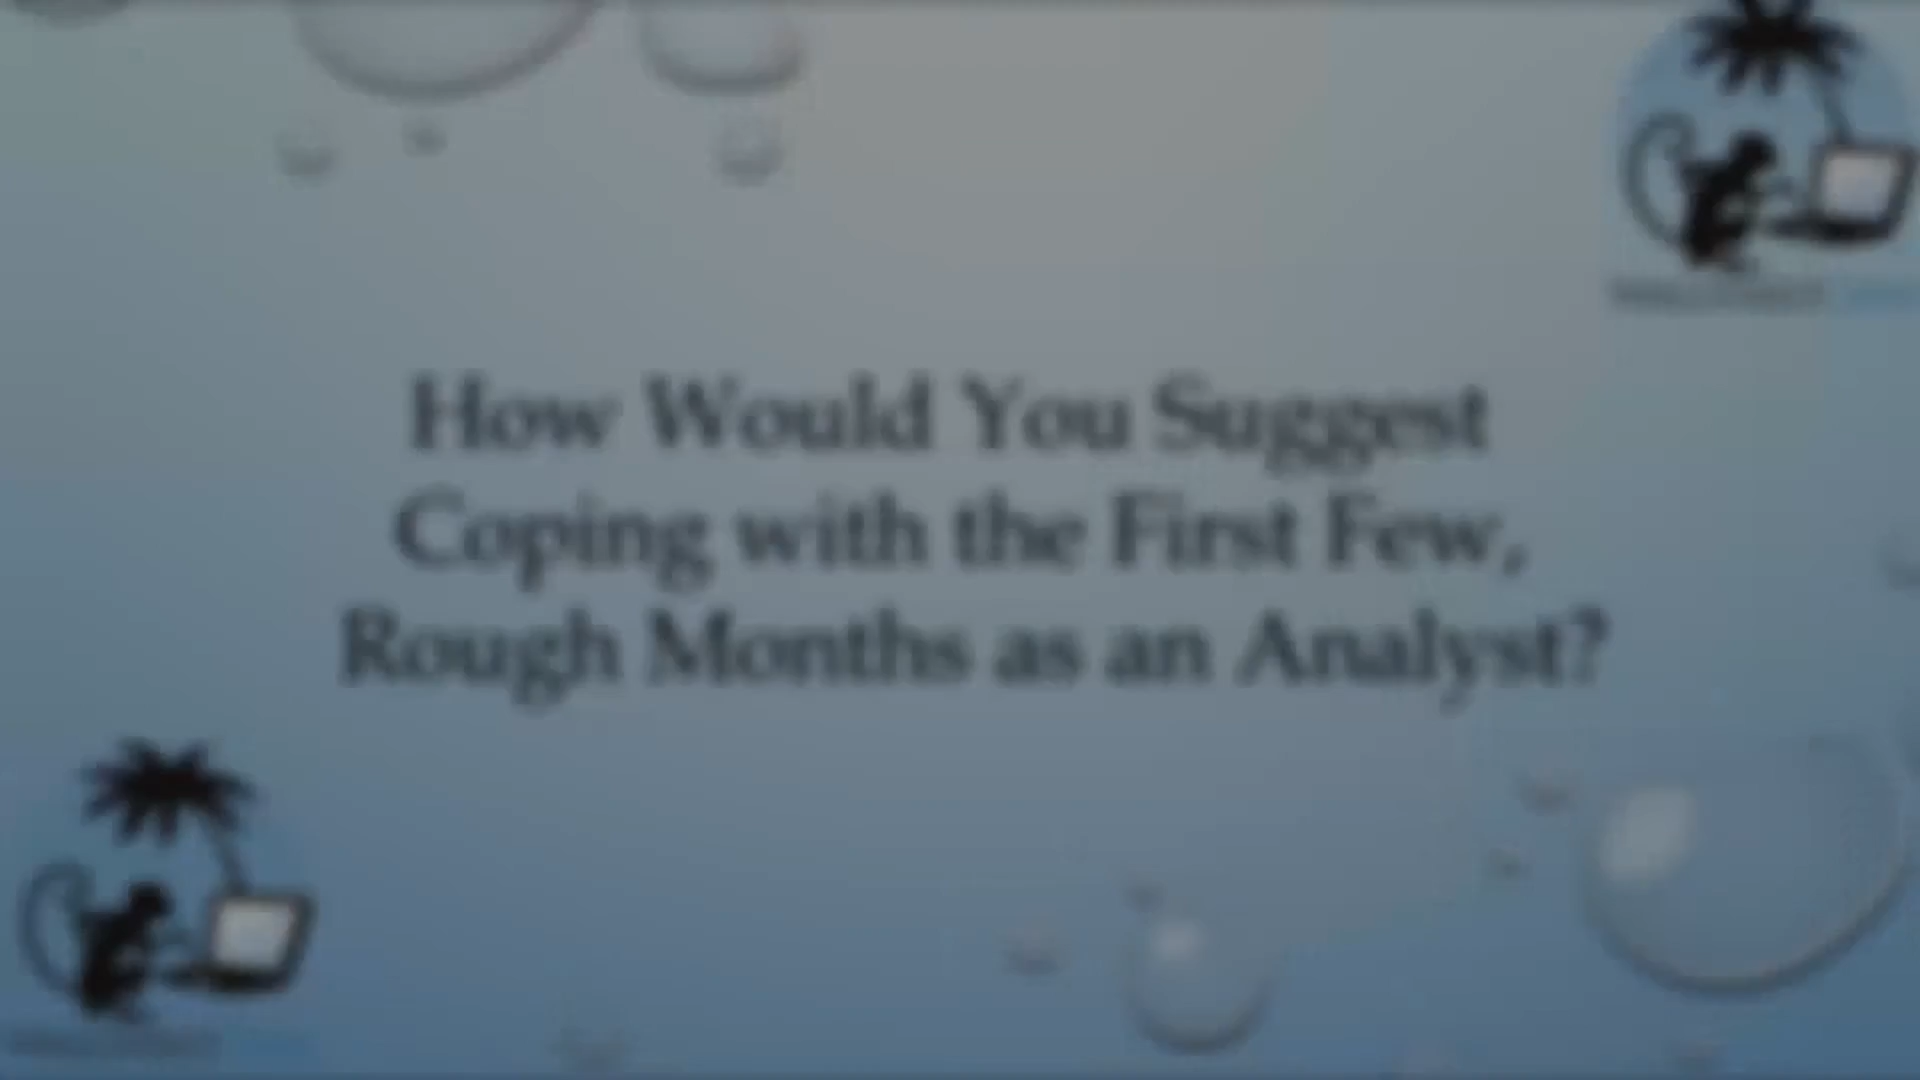 How Would You Suggest
Coping with the First Few,
Rough Months as an Analyst?